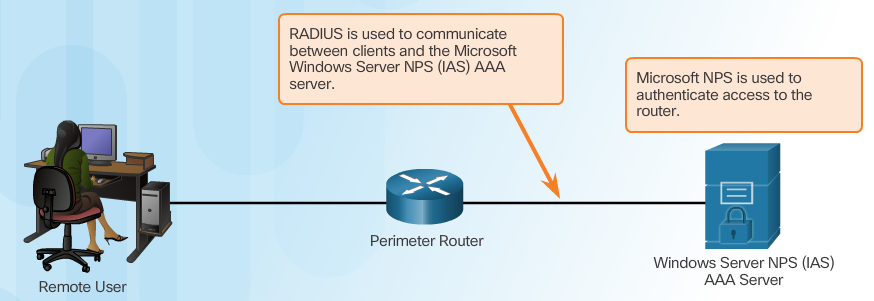 RADIUS is used to communicate
between clients and the Microsoft
Windows Server NPS (IAS) AAA
server.
Microsoft NPS is used to
authenticate access to the
router.
Perimeter Router
Windows Server NPS (IAS)
AAA Server
Remote User